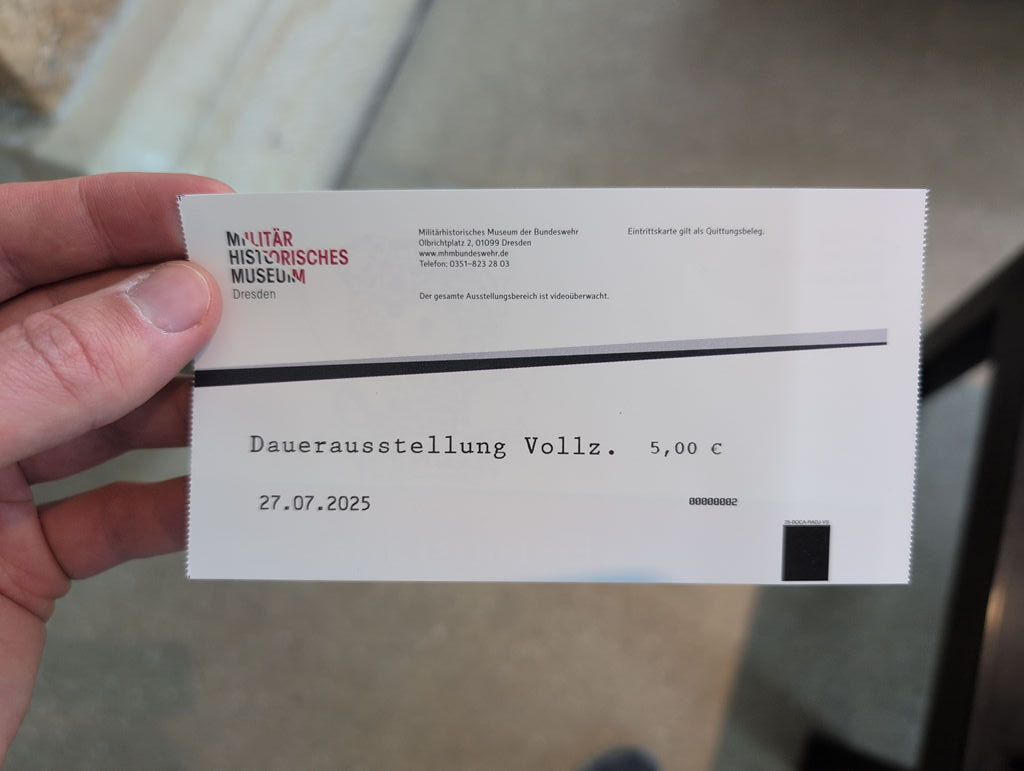 MILITÄR
HISTORISCHES
MUSEUM
Dresden
Militärhistorisches Museum der Bundeswehr
Olbrichtplatz 2, 01099 Dresden
www.mhmbundeswehr.de
Telefon: 0351–823 28 03
Der gesamte Ausstellungsbereich ist videoüberwacht.
Eintrittskarte gilt als Quittungsbeleg.
Dauerausstellung Vollz. 5,00 €
27.07.2025
00000002